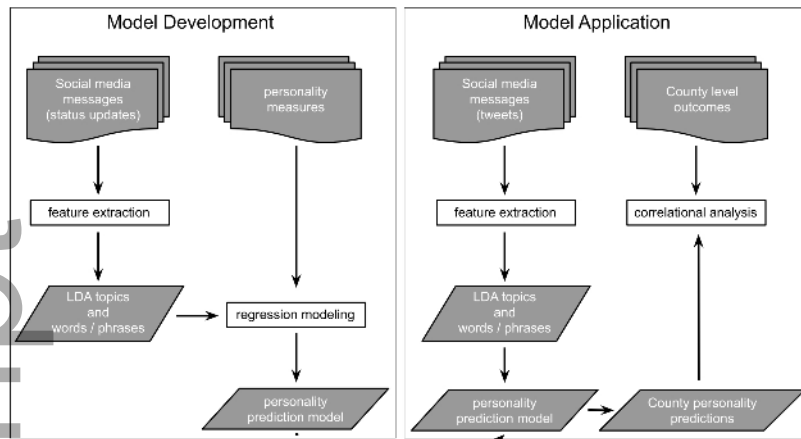 Model Development
Social media
messages
(status updates)
personality
measures
feature extraction
LDA topics
and
words / phrases
regression modeling
personality
prediction model
Model Application
Social media
messages
(tweets)
County level
outcomes
feature extraction
correlational analysis
LDA topics
and
words / phrases
personality
prediction model
County personality
predictions